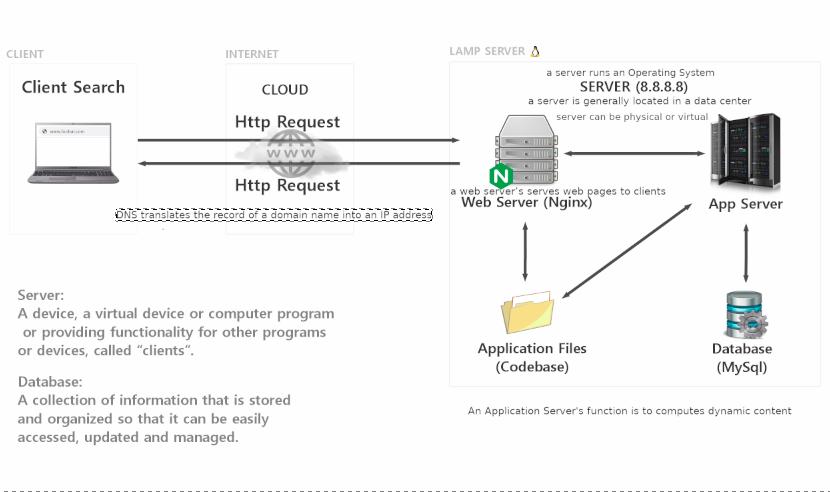 CLIENT
INTERNET
LAMP SERVER
Client Search
CLOUD
a server runs an Operating System
SERVER (8.8.8.8)
a server is generally located in a data center
server can be physical or virtual
Http Request
WWW
Http Request
N
a web server's serves web pages to clients
Web Server (Nginx)
App Server
DNS translates the record of a domain name into an IP address
Server:
A device, a virtual device or computer program
or providing functionality for other programs
or devices, called “clients”.
Application Files
(Codebase)
Database
(MySql)
Database:
A collection of information that is stored
and organized so that it can be easily
accessed, updated and managed.
An Application Server's function is to computes dynamic content